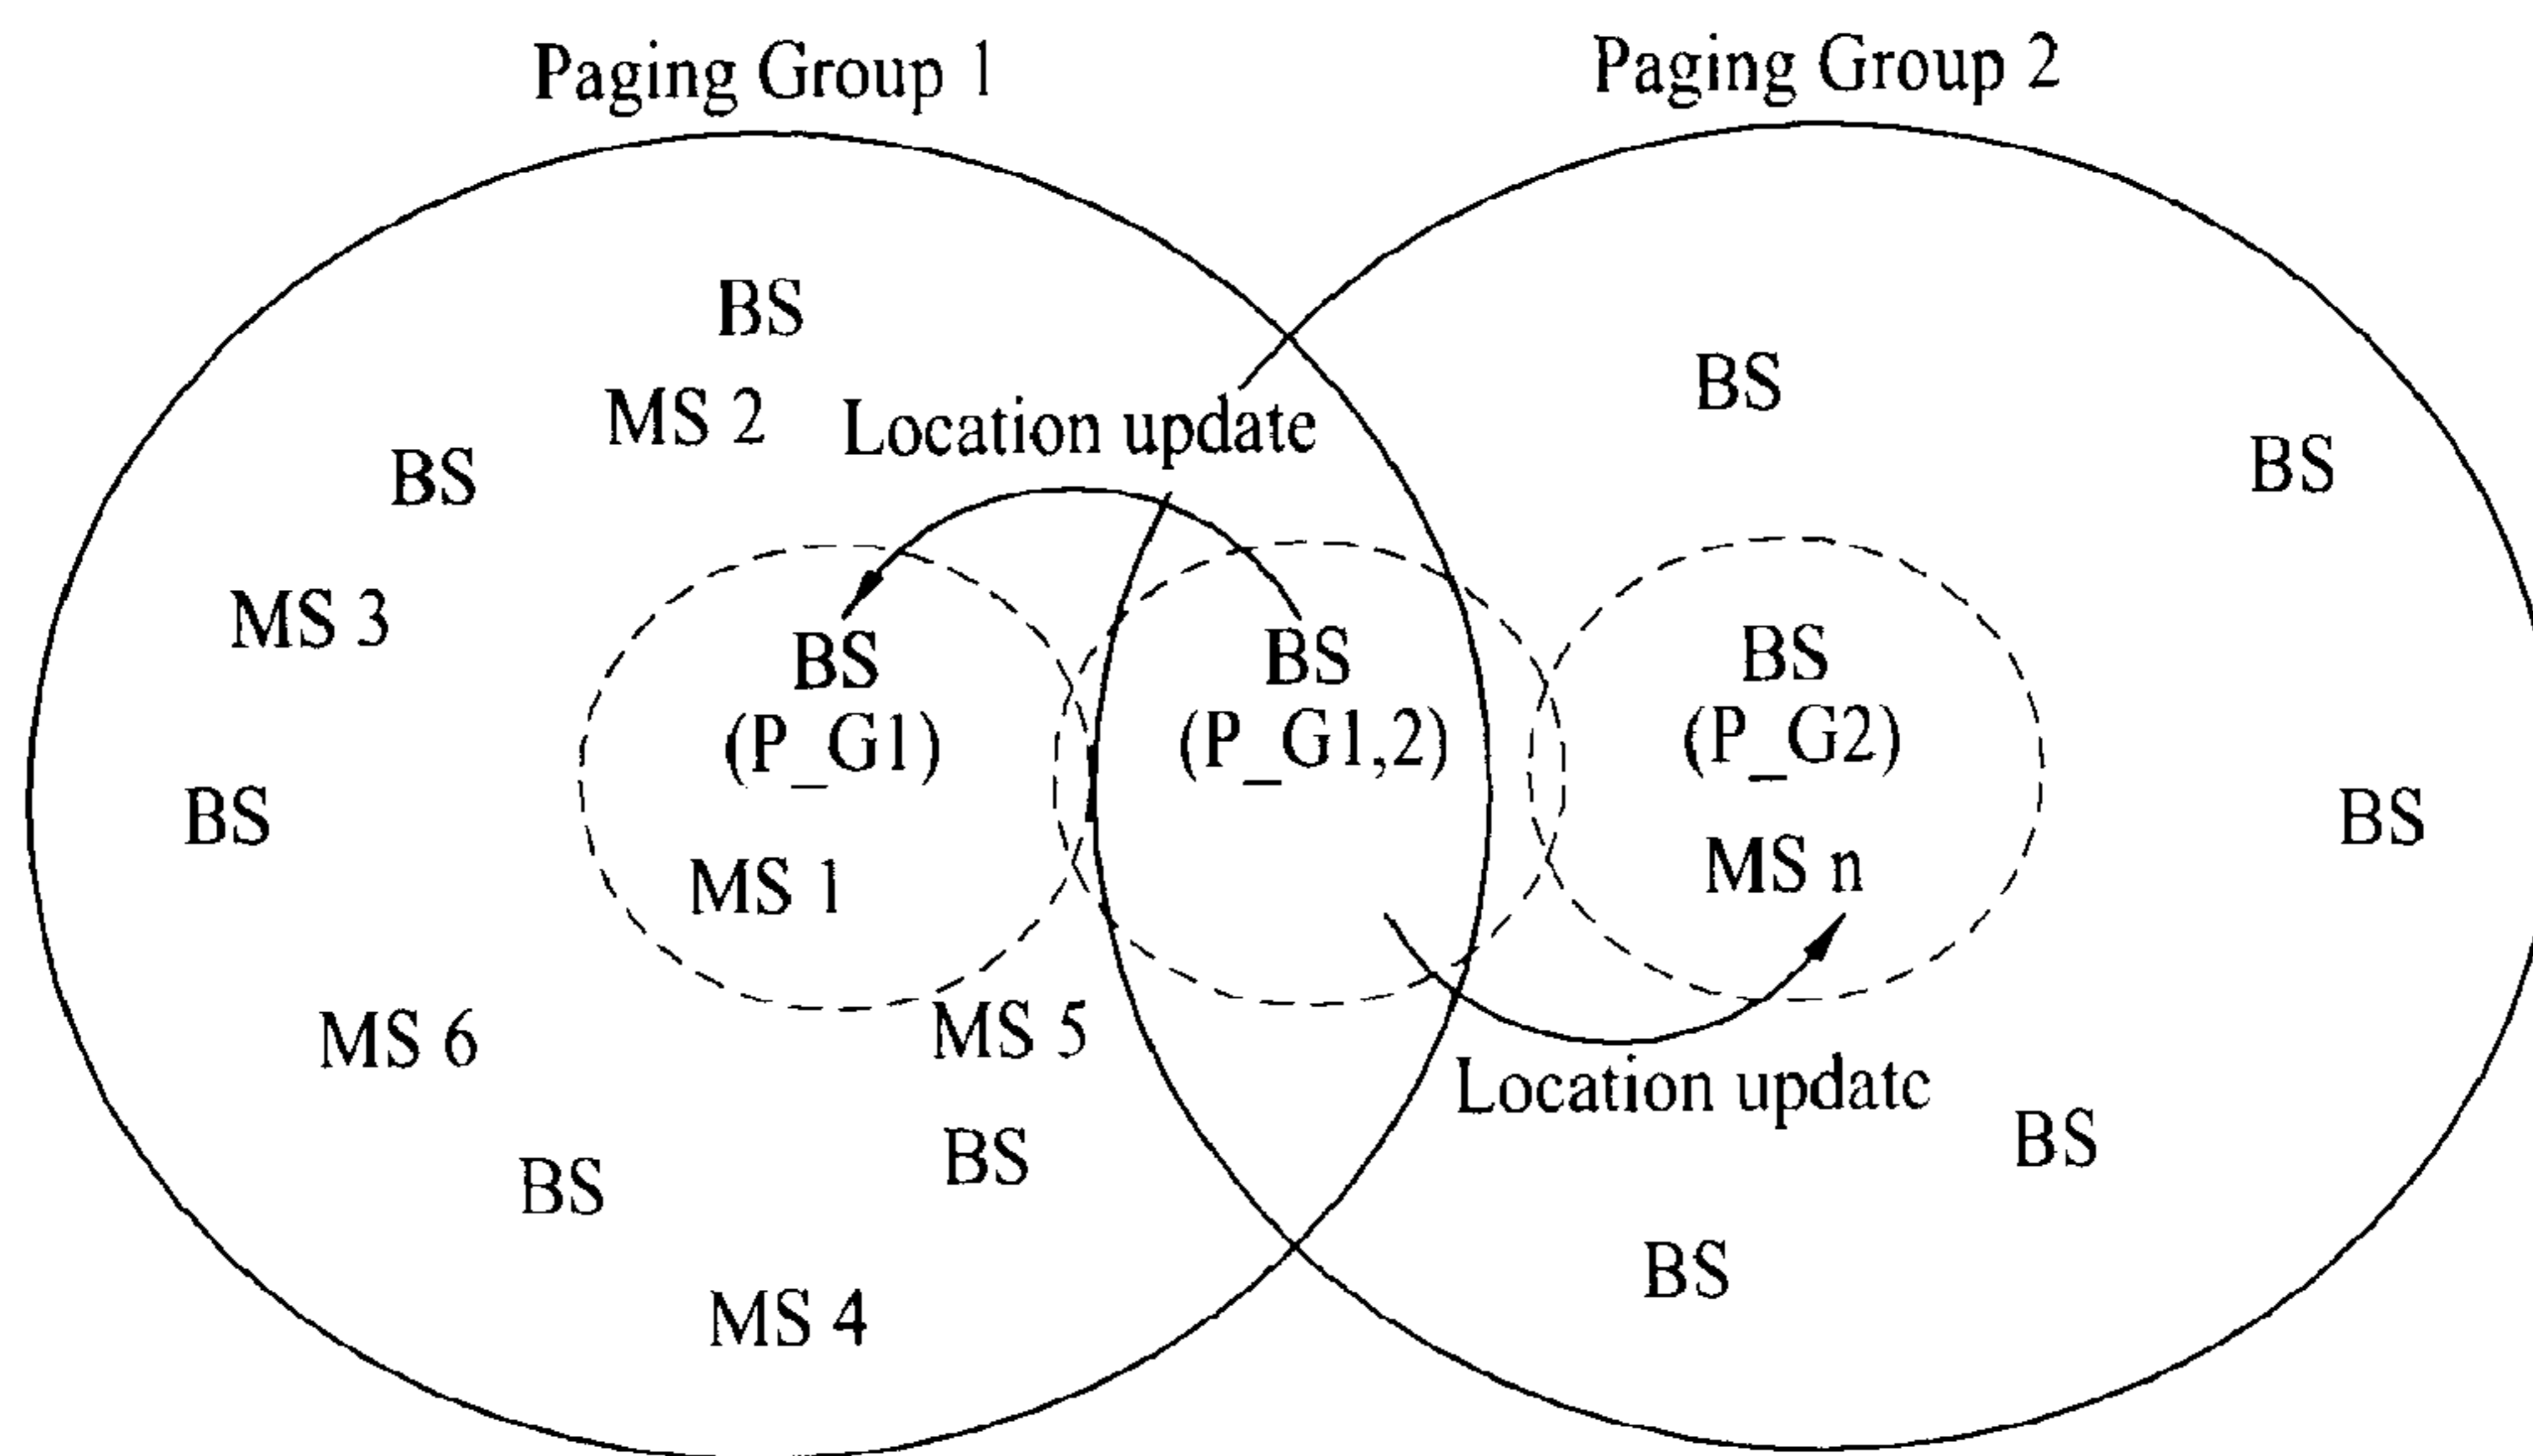 Paging Group 1
Paging Group 2
BS
MS 2
Location update
BS
BS
BS
MS 3
BS
(P_G1)
BS
(P_G1,2)
BS
(P_G2)
BS
MS 1
MS n
BS
MS 6
MS 5
Location update
BS
BS
BS
BS
MS 4